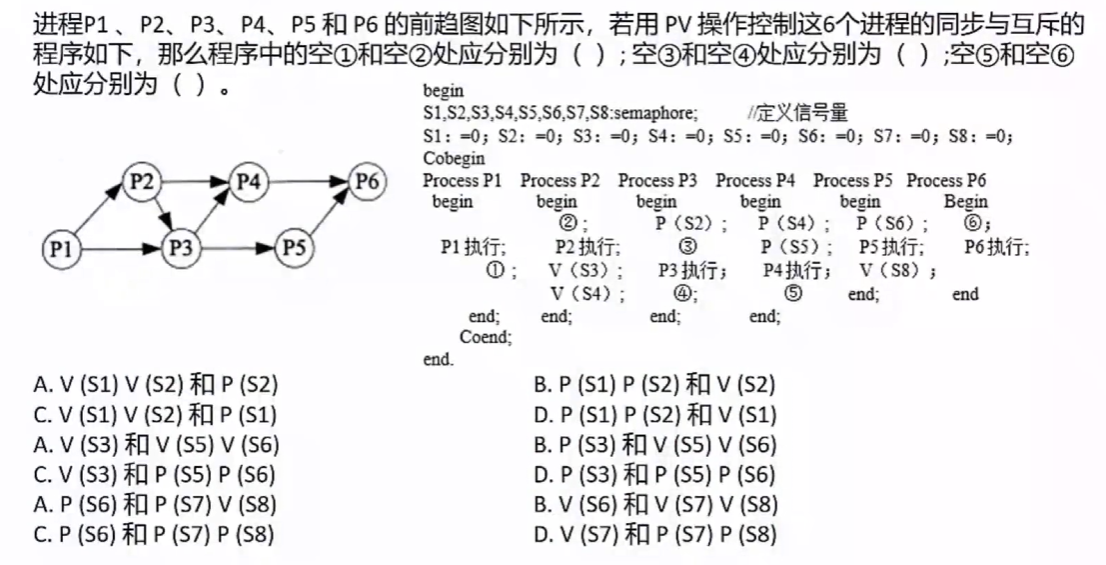 进程P1 、P2、P3、P4、P5 和 P6 的前趋图如下所示，若用 PV 操作控制这6个进程的同步与互斥的
程序如下，那么程序中的空①和空②处应分别为（ ）; 空③和空④处应分别为（ ）;空⑤和空⑥
处应分别为（ ）。
begin
S1,S2,S3,S4,S5,S6,S7,S8:semaphore; //定义信号量
S1：=0；S2：=0；S3：=0；S4：=0；S5：=0；S6：=0；S7：=0；S8：=0；
Cobegin
Process P1 Process P2 Process P3 Process P4 Process P5 Process P6
begin begin begin begin begin Begin
②; P（S2）； P（S4）； P（S6）； ⑥;
P1执行; P2执行; ③ P（S5）； P5执行; P6执行;
①； V（S3）； P3执行； P4执行； V（S8）；
V（S4）； ④; ⑤ end; end
end; end; end; end;
Coend;
end.
P1
P2
P3
P4
P5
P6
A. V (S1) V (S2) 和 P (S2) B. P (S1) P (S2) 和 V (S2)
C. V (S1) V (S2) 和 P (S1) D. P (S1) P (S2) 和 V (S1)
A. V (S3) 和 V (S5) V (S6) B. P (S3) 和 V (S5) V (S6)
C. V (S3) 和 P (S5) P (S6) D. P (S3) 和 P (S5) P (S6)
A. P (S6) 和 P (S7) V (S8) B. V (S6) 和 V (S7) V (S8)
C. P (S6) 和 P (S7) P (S8) D. V (S7) 和 P (S7) P (S8)